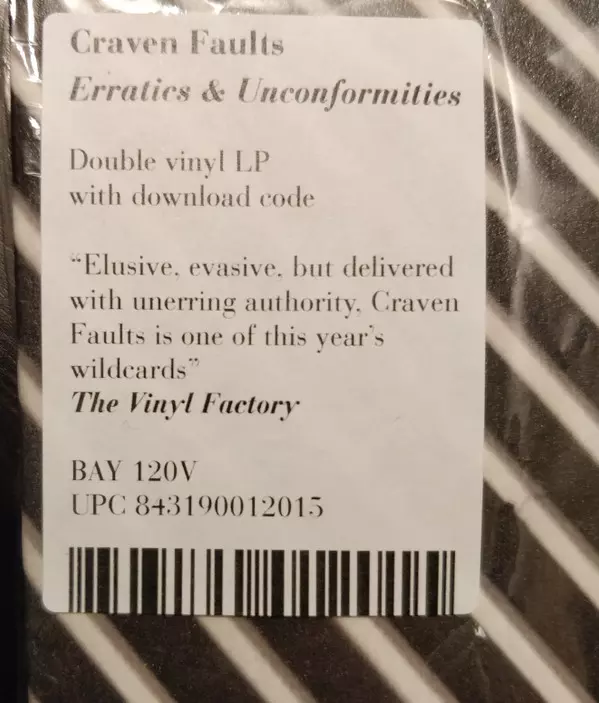 Craven Faults
Erratics & Unconformities
Double vinyl LP
with download code
“Elusive, evasive, but delivered
with unerring authority, Craven
Faults is one of this year’s
wildcards”
The Vinyl Factory
BAY 120V
UPC 843190012015